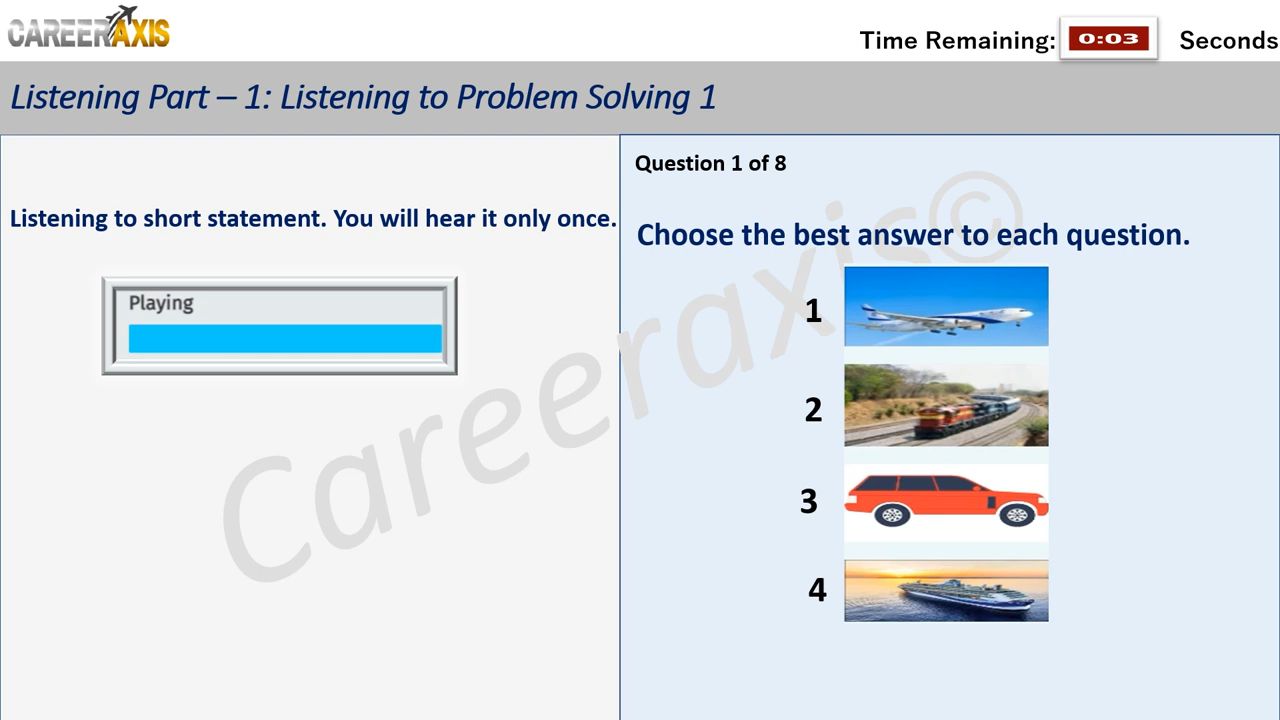 CAREERAXIS
Time Remaining: 0:03 Seconds
Listening Part – 1: Listening to Problem Solving 1
Listening to short statement. You will hear it only once.
Playing
Question 1 of 8
Choose the best answer to each question.
1
2
3
4
Careeraxis©